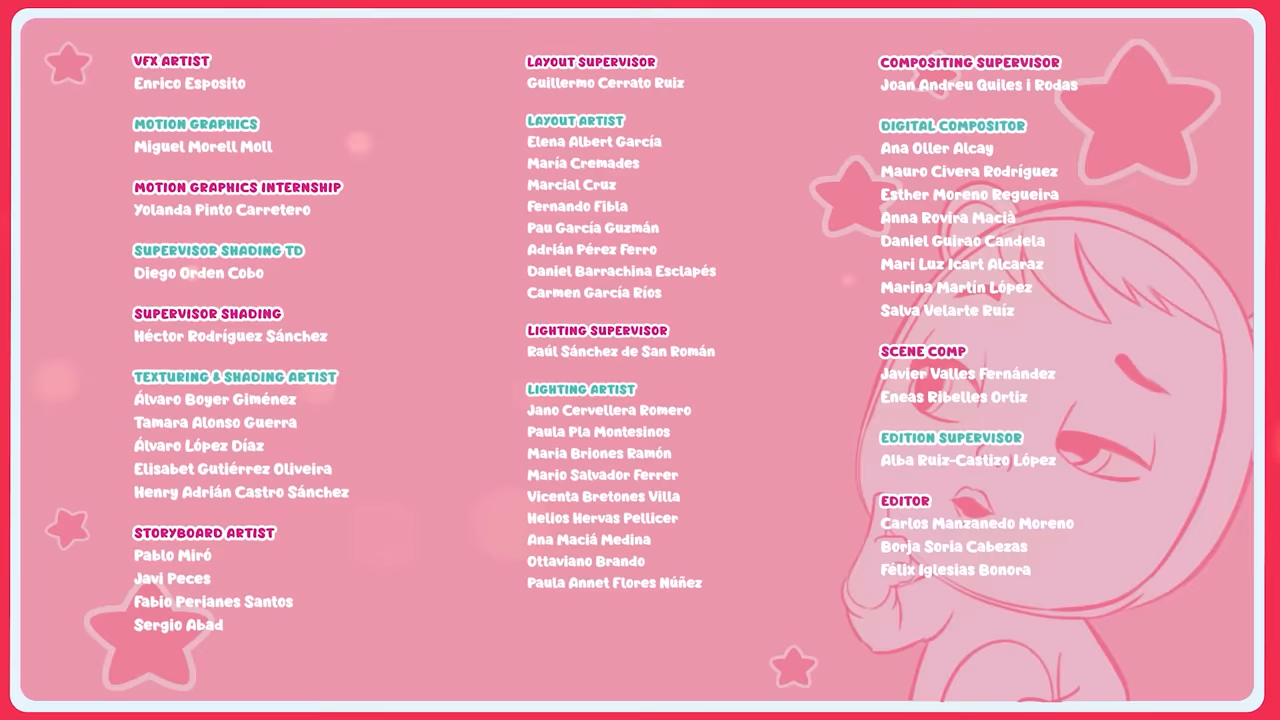 VFX ARTIST
Enrico Esposito
MOTION GRAPHICS
Miguel Morell Moll
MOTION GRAPHICS INTERNSHIP
Yolanda Pinto Carretero
SUPERVISOR SHADING TD
Diego Orden Cobo
SUPERVISOR SHADING
Héctor Rodríguez Sánchez
TEXTURING & SHADING ARTIST
Álvaro Boyer Giménez
Tamara Alonso Guerra
Álvaro López Díaz
Elisabet Gutiérrez Oliveira
Henry Adrián Castro Sánchez
STORYBOARD ARTIST
Pablo Miró
Javi Peces
Fabio Perianes Santos
Sergio Abad
LAYOUT SUPERVISOR
Guillermo Cerrato Ruiz
LAYOUT ARTIST
Elena Albert García
María Cremades
Marcial Cruz
Fernando Fibla
Pau García Guzmán
Adrián Pérez Ferro
Daniel Barrachina Esclapés
Carmen García Ríos
LIGHTING SUPERVISOR
Raúl Sánchez de San Román
LIGHTING ARTIST
Jano Cervellera Romero
Paula Pla Montesinos
Maria Briones Ramón
Mario Salvador Ferrer
Vicenta Bretones Villa
Helios Hervas Pellicer
Ana Maciá Medina
Ottaviano Brando
Paula Annet Flores Núñez
COMPOSITING SUPERVISOR
Joan Andreu Quiles i Rodas
DIGITAL COMPOSITOR
Ana Oller Alcay
Mauro Civera Rodríguez
Esther Moreno Regueira
Anna Rovira Macià
Daniel Guirao Candela
Mari Luz Icart Alcaraz
Marina Martín López
Salva Velarte Ruíz
SCENE COMP
Javier Valles Fernández
Eneas Ribelles Ortiz
EDITION SUPERVISOR
Alba Ruiz-Castizo López
EDITOR
Carlos Manzanedo Moreno
Borja Soria Cabezas
Félix Iglesias Bonora